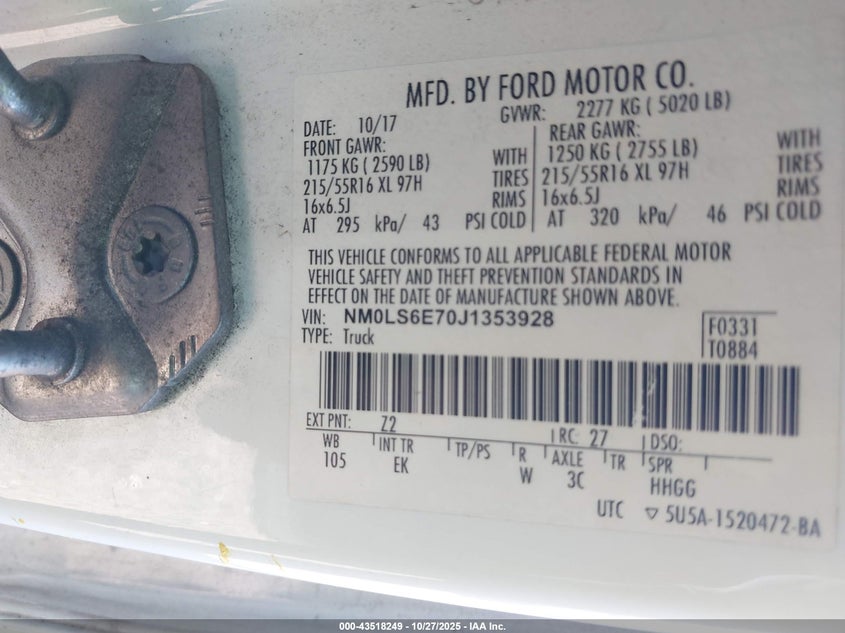 MFD. BY FORD MOTOR CO.
DATE: 10/17 GVWR: 2277 KG ( 5020 LB)
FRONT GAWR: REAR GAWR:
1175 KG ( 2590 LB) WITH 1250 KG ( 2755 LB) WITH
215/55R16 XL 97H TIRES 215/55R16 XL 97H TIRES
16x6.5J RIMS 16x6.5J RIMS
AT 295 kPa/ 43 PSI COLD AT 320 kPa/ 46 PSI COLD
THIS VEHICLE CONFORMS TO ALL APPLICABLE FEDERAL MOTOR
VEHICLE SAFETY AND THEFT PREVENTION STANDARDS IN
EFFECT ON THE DATE OF MANUFACTURE SHOWN ABOVE.
VIN: NM0LS6E70J1353928 F0331
TYPE: Truck T0884
EXT PNT: Z2 RC: 27 DSO:
WB INT TR TP/PS R AXLE TR SPR
105 EK W 3C HHGG
UTC ▽ 5U5A-1520472-BA
000-43518249 - 10/27/2025 - IAA Inc.